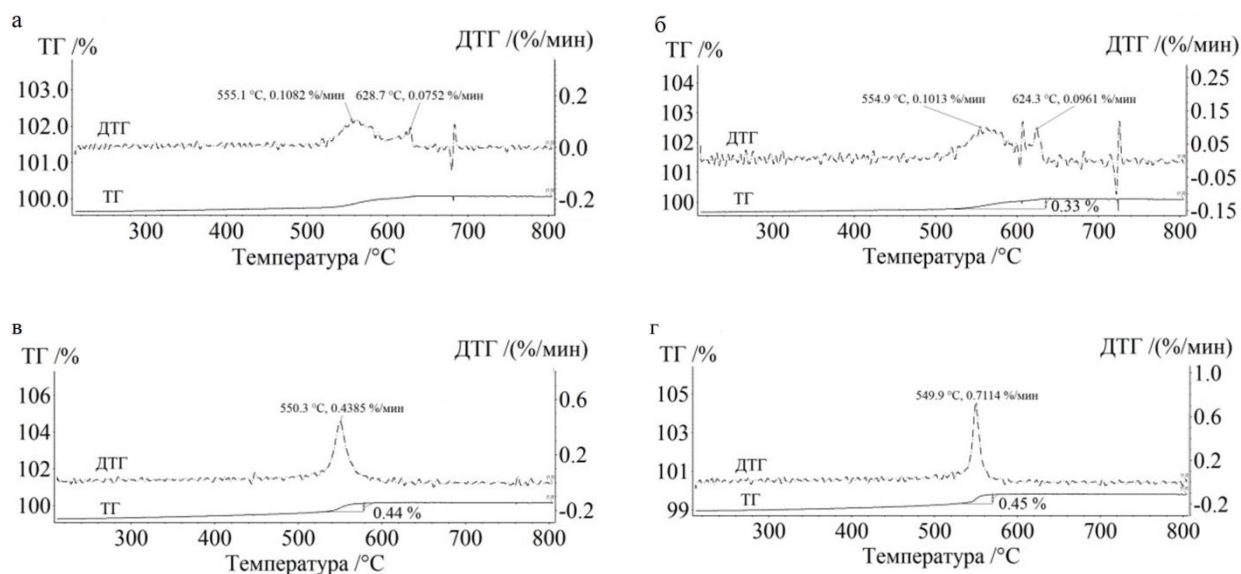 а
ТГ /%
ДТГ /(%/мин)
103.0
102.0
101.0
100.0
0.2
0.0
-0.2
555.1 °C, 0.1082 %/мин
628.7 °C, 0.0752 %/мин
ДТГ
ТГ
300 400 500 600 700 800
Температура /°C
б
ТГ /%
ДТГ /(%/мин)
104
103
102
101
100
0.25
0.15
0.05
-0.05
-0.15
554.9 °C, 0.1013 %/мин
624.3 °C, 0.0961 %/мин
ДТГ
ТГ
0.33 %
300 400 500 600 700 800
Температура /°C
в
ТГ /%
ДТГ /(%/мин)
106
104
102
100
0.6
0.2
-0.2
550.3 °C, 0.4385 %/мин
ДТГ
ТГ
0.44 %
300 400 500 600 700 800
Температура /°C
г
ТГ /%
ДТГ /(%/мин)
105
103
101
99
1.0
0.6
0.2
-0.2
549.9 °C, 0.7114 %/мин
ДТГ
ТГ
0.45 %
300 400 500 600 700 800
Температура /°C